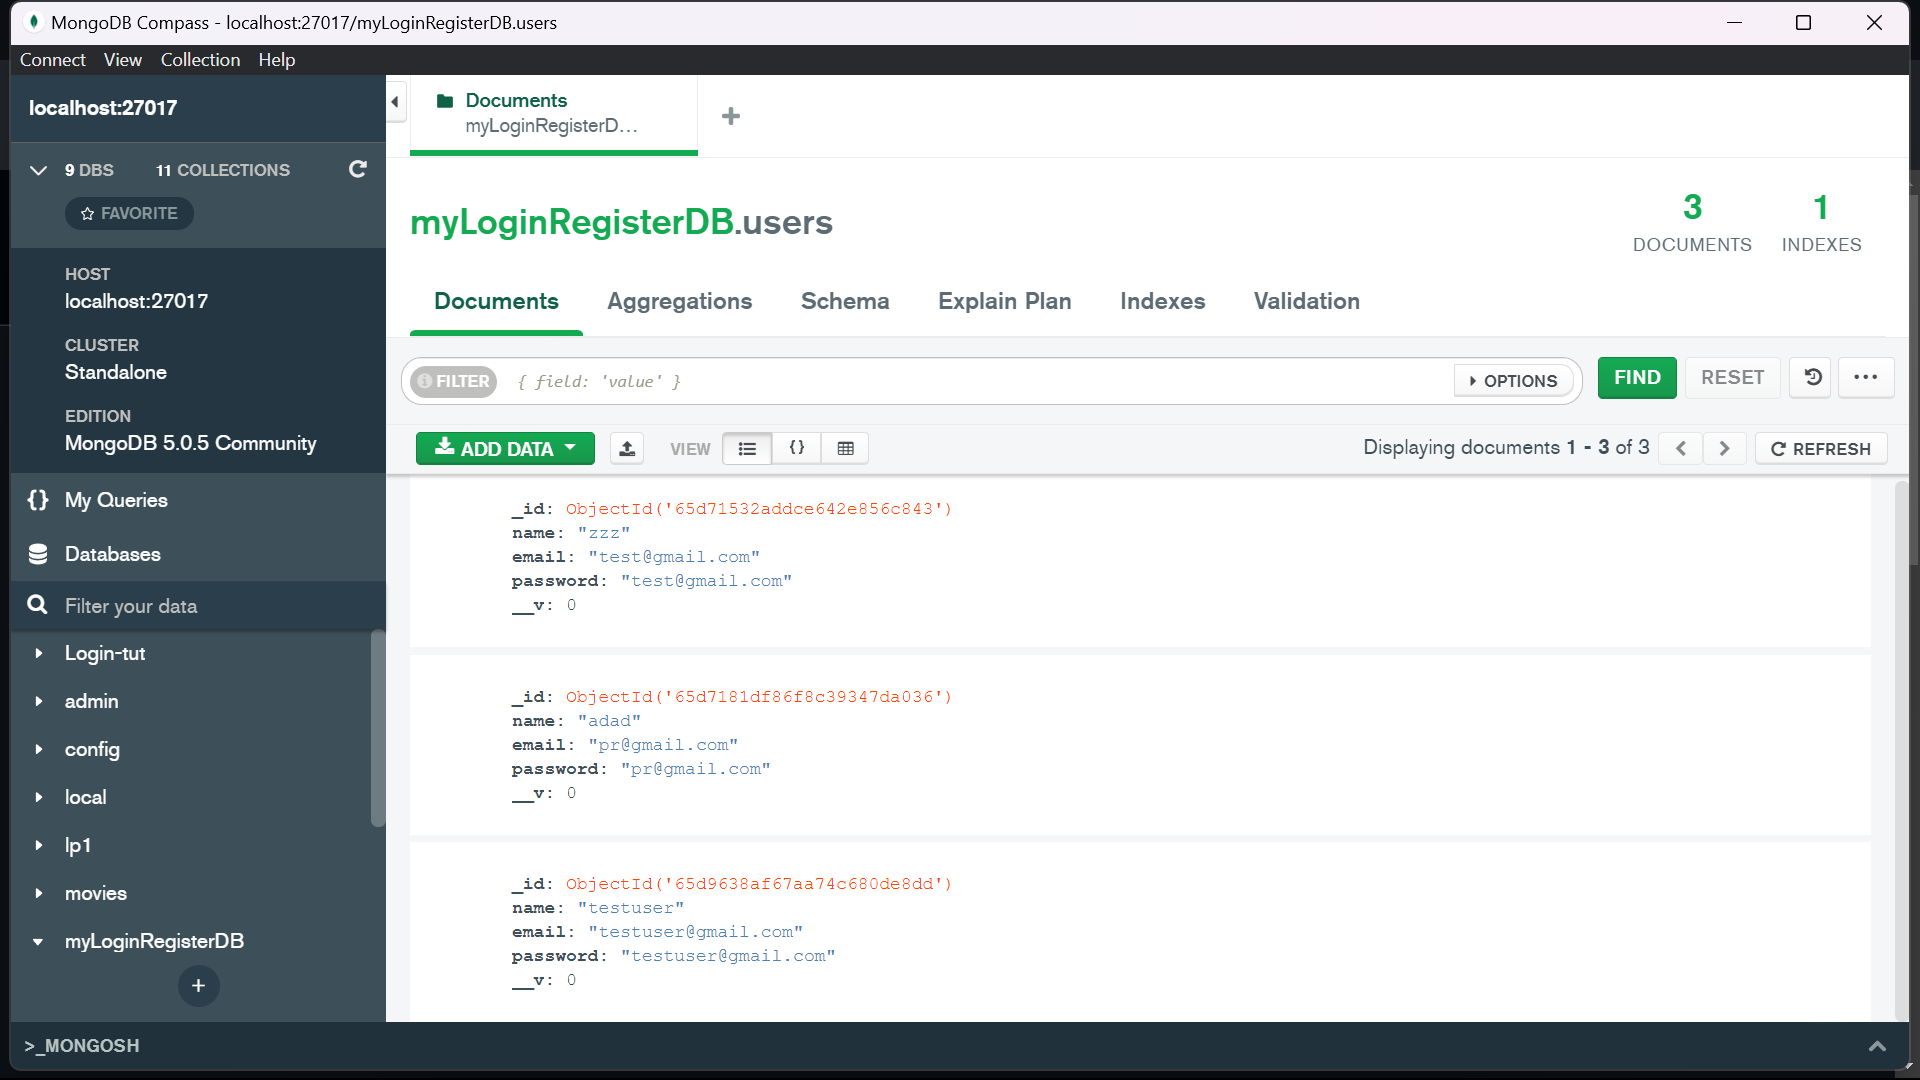 MongoDB Compass - localhost:27017/myLoginRegisterDB.users
Connect View Collection Help
localhost:27017
9 DBS 11 COLLECTIONS
FAVORITE
HOST
localhost:27017
CLUSTER
Standalone
EDITION
MongoDB 5.0.5 Community
{} My Queries
Databases
Filter your data
Login-tut
admin
config
local
lp1
movies
myLoginRegisterDB
+
Documents
myLoginRegisterD...
+
myLoginRegisterDB.users
3
DOCUMENTS
1
INDEXES
Documents Aggregations Schema Explain Plan Indexes Validation
FILTER { field: 'value' } OPTIONS FIND RESET ...
ADD DATA VIEW {} Displaying documents 1 - 3 of 3 REFRESH
_id: ObjectId('65d71532addce642e856c843')
name: "zzz"
email: "test@gmail.com"
password: "test@gmail.com"
__v: 0
_id: ObjectId('65d7181df86f8c39347da036')
name: "adad"
email: "pr@gmail.com"
password: "pr@gmail.com"
__v: 0
_id: ObjectId('65d9638af67aa74c680de8dd')
name: "testuser"
email: "testuser@gmail.com"
password: "testuser@gmail.com"
__v: 0
>_MONGOSH